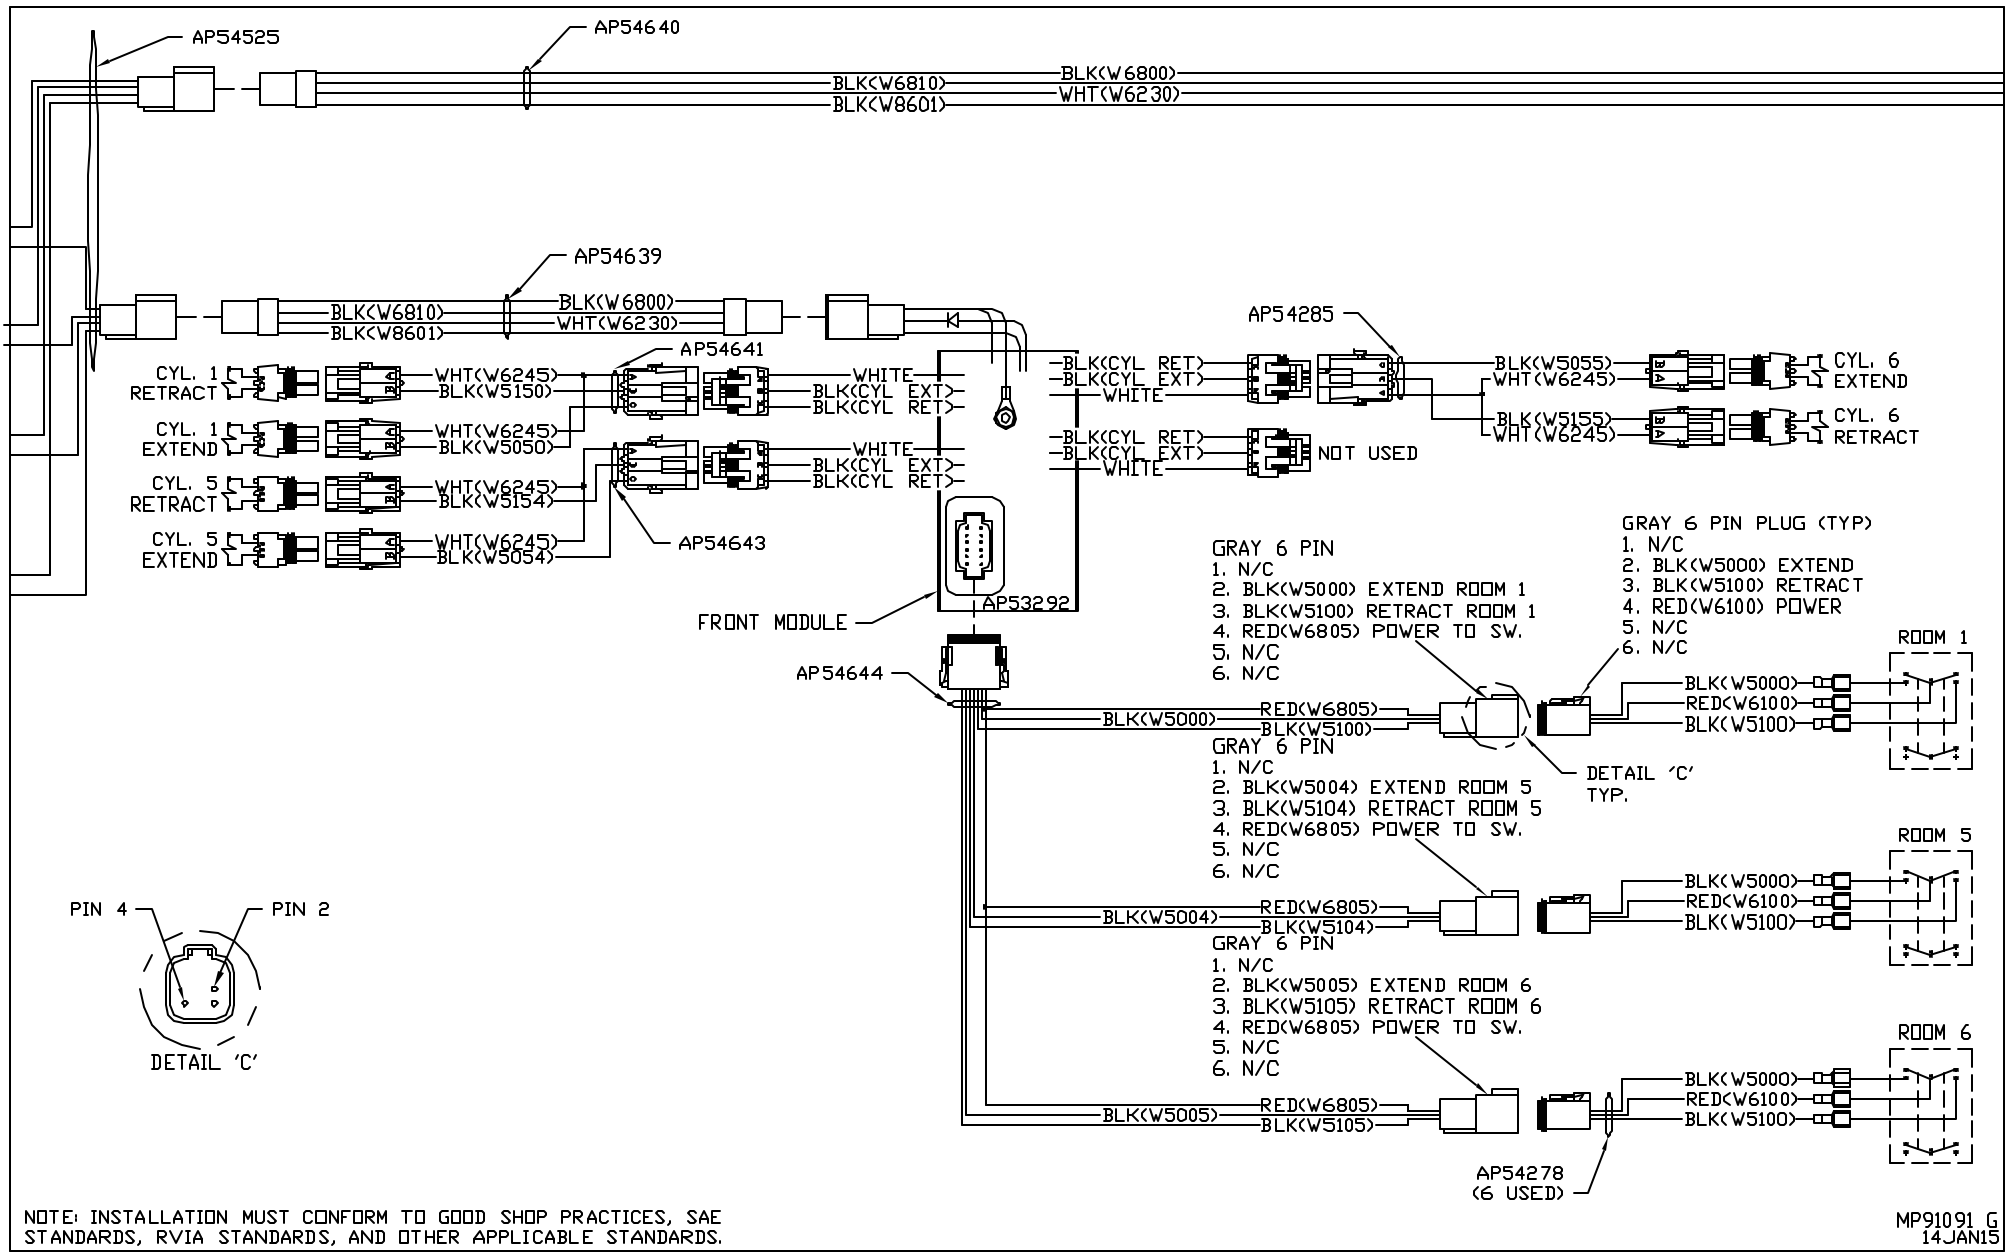 AP54525
AP54640
BLK(W6800)
BLK(W6810)
WHT(W6230)
BLK(W8601)
AP54639
BLK(W6800)
BLK(W6810)
WHT(W6230)
BLK(W8601)
AP54285
AP54641
CYL. 1
RETRACT
WHT(W6245)
BLK(W5150)
WHITE
BLK(CYL EXT)
BLK(CYL RET)
BLK(CYL RET)
BLK(CYL EXT)
WHITE
BLK(W5055)
WHT(W6245)
CYL. 6
EXTEND
CYL. 1
EXTEND
WHT(W6245)
BLK(W5050)
WHITE
BLK(CYL EXT)
BLK(CYL RET)
BLK(CYL RET)
BLK(CYL EXT)
WHITE
NOT USED
BLK(W5155)
WHT(W6245)
CYL. 6
RETRACT
CYL. 5
RETRACT
WHT(W6245)
BLK(W5154)
CYL. 5
EXTEND
WHT(W6245)
BLK(W5054)
AP54643
AP53292
FRONT MODULE
AP54644
GRAY 6 PIN
1. N/C
2. BLK(W5000) EXTEND ROOM 1
3. BLK(W5100) RETRACT ROOM 1
4. RED(W6805) POWER TO SW.
5. N/C
6. N/C
GRAY 6 PIN PLUG (TYP)
1. N/C
2. BLK(W5000) EXTEND
3. BLK(W5100) RETRACT
4. RED(W6100) POWER
5. N/C
6. N/C
ROOM 1
RED(W6805)
BLK(W5000)
BLK(W5100)
BLK(W5000)
RED(W6100)
BLK(W5100)
DETAIL 'C'
TYP.
GRAY 6 PIN
1. N/C
2. BLK(W5004) EXTEND ROOM 5
3. BLK(W5104) RETRACT ROOM 5
4. RED(W6805) POWER TO SW.
5. N/C
6. N/C
ROOM 5
RED(W6805)
BLK(W5004)
BLK(W5104)
BLK(W5000)
RED(W6100)
BLK(W5100)
GRAY 6 PIN
1. N/C
2. BLK(W5005) EXTEND ROOM 6
3. BLK(W5105) RETRACT ROOM 6
4. RED(W6805) POWER TO SW.
5. N/C
6. N/C
ROOM 6
RED(W6805)
BLK(W5005)
BLK(W5105)
BLK(W5000)
RED(W6100)
BLK(W5100)
AP54278
(6 USED)
PIN 4
PIN 2
DETAIL 'C'
NOTE: INSTALLATION MUST CONFORM TO GOOD SHOP PRACTICES, SAE
STANDARDS, RVIA STANDARDS, AND OTHER APPLICABLE STANDARDS.
MP91091 G
14JAN15